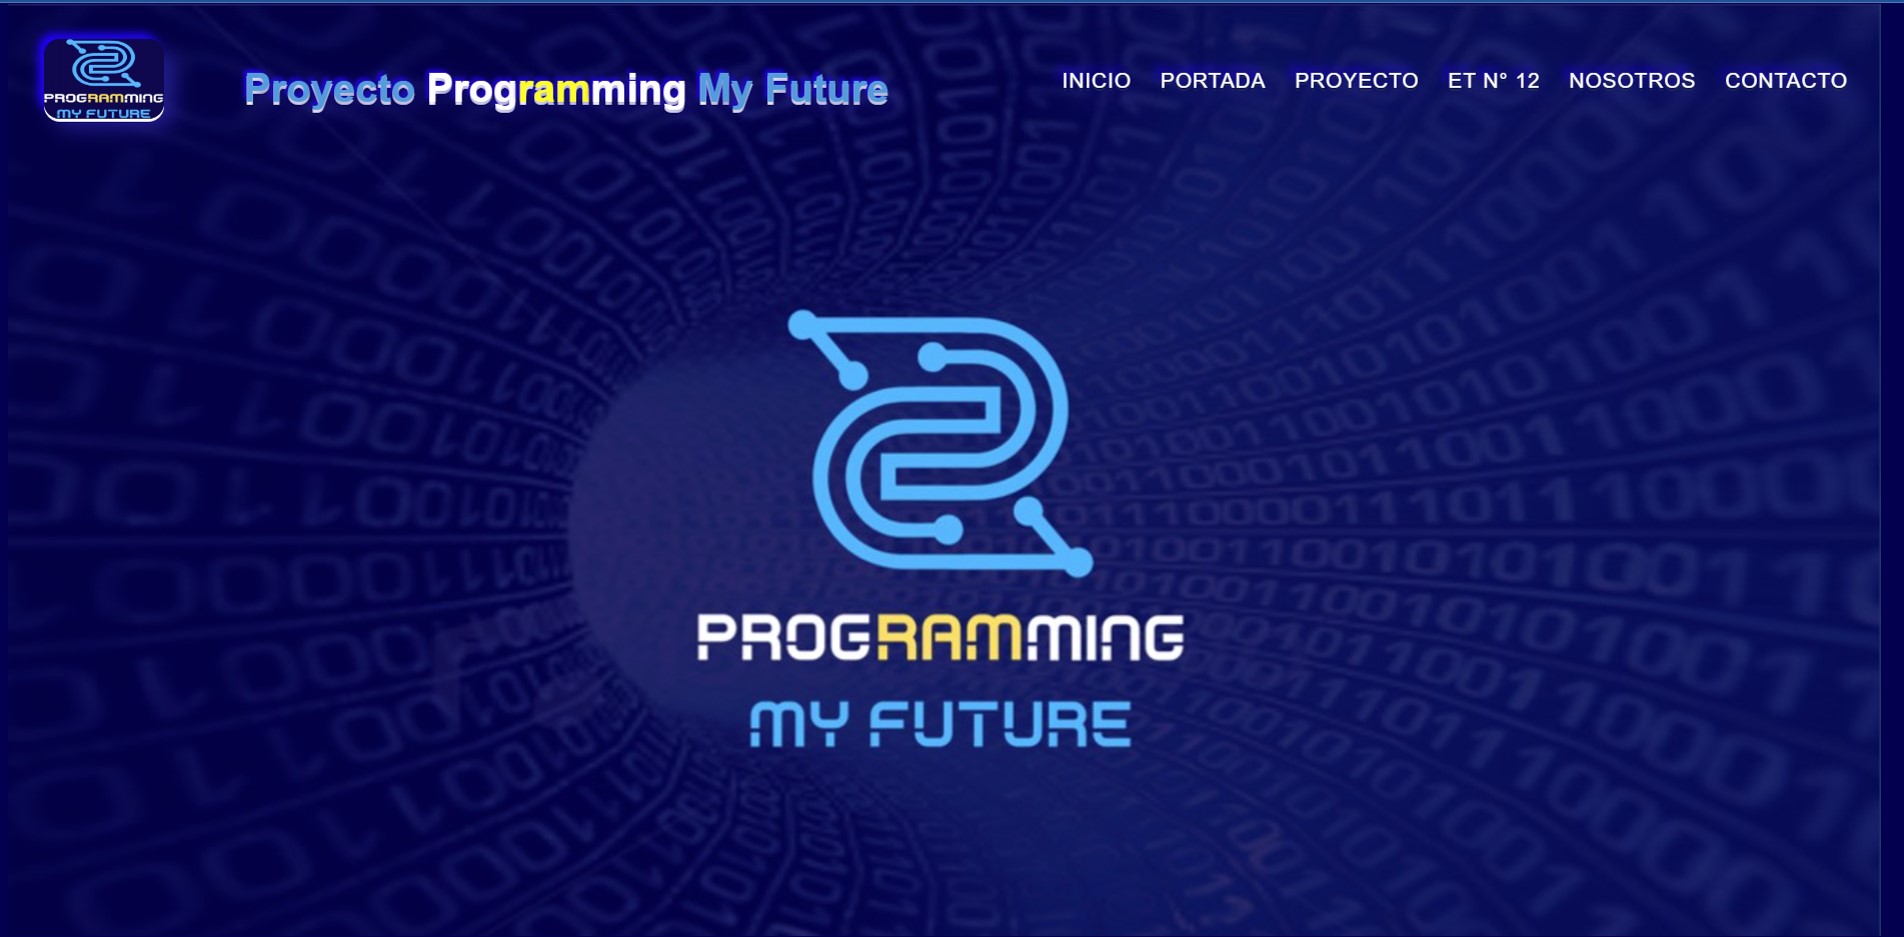 PROGRAMMING
MY FUTURE
Proyecto Programming My Future
INICIO PORTADA PROYECTO ET N° 12 NOSOTROS CONTACTO
PROGRAMMING
MY FUTURE